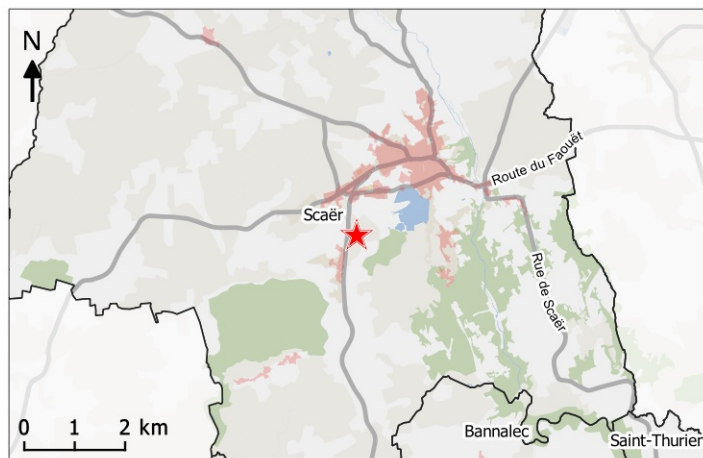 N
Route du Faouët
Scaër
Rue de Scaër
Bannalec
Saint-Thurien
0 1 2 km